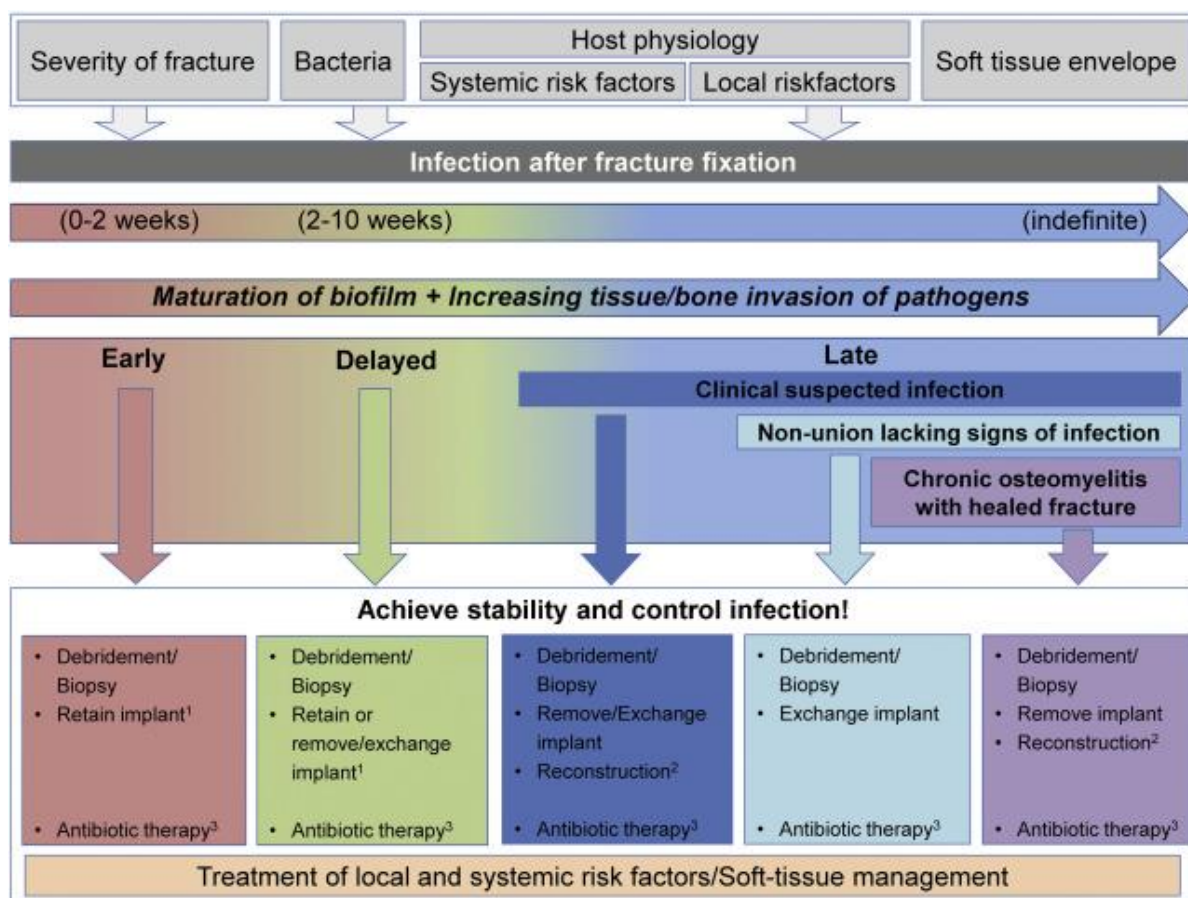 Severity of fracture
Bacteria
Host physiology
Systemic risk factors
Local riskfactors
Soft tissue envelope
Infection after fracture fixation
(0-2 weeks)
(2-10 weeks)
(indefinite)
Maturation of biofilm + Increasing tissue/bone invasion of pathogens
Early
Delayed
Late
Clinical suspected infection
Non-union lacking signs of infection
Chronic osteomyelitis
with healed fracture
Achieve stability and control infection!
• Debridement/
Biopsy
• Retain implant¹
• Antibiotic therapy³
• Debridement/
Biopsy
• Retain or
remove/exchange
implant¹
• Antibiotic therapy³
• Debridement/
Biopsy
• Remove/Exchange
implant
• Reconstruction²
• Antibiotic therapy³
• Debridement/
Biopsy
• Exchange implant
• Antibiotic therapy³
• Debridement/
Biopsy
• Remove implant
• Reconstruction²
• Antibiotic therapy³
Treatment of local and systemic risk factors/Soft-tissue management